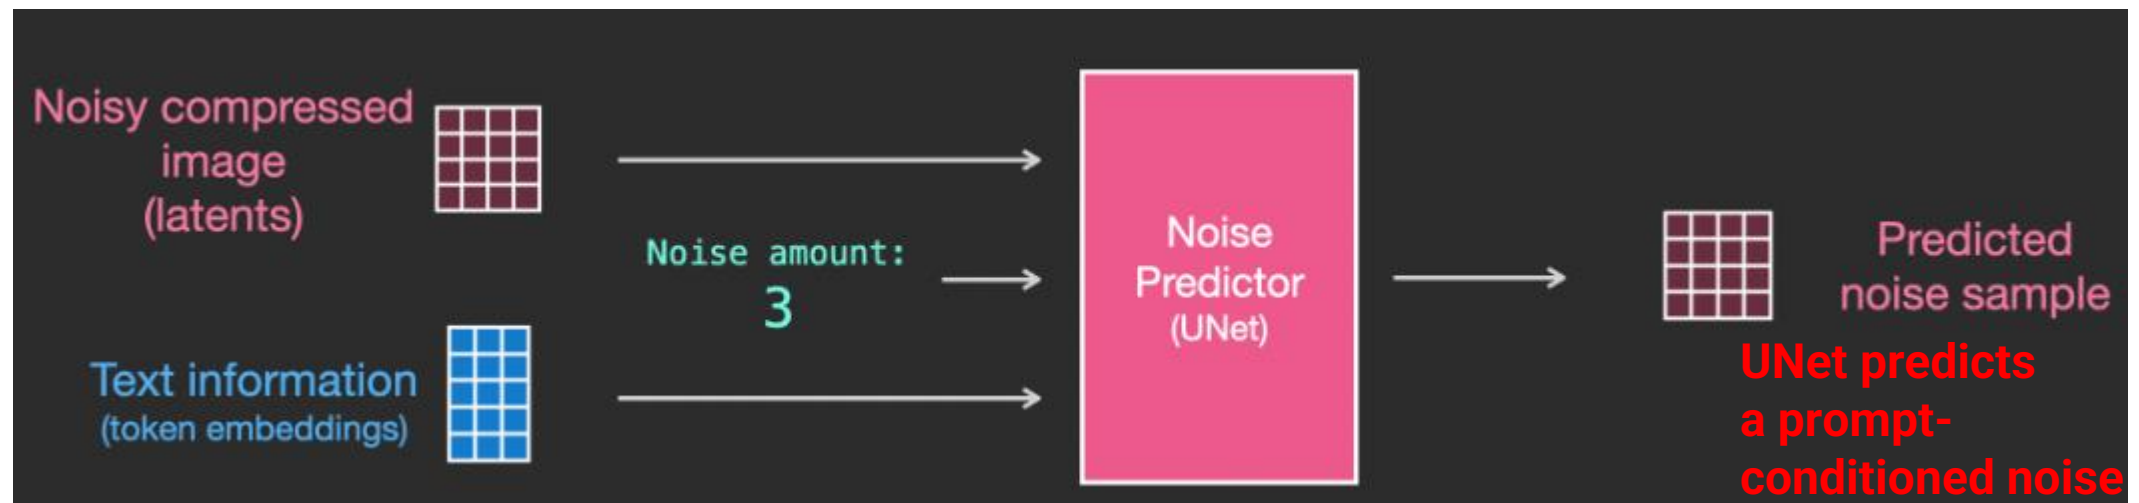 Noisy compressed
image
(latents)
Noise amount:
3
Text information
(token embeddings)
Noise
Predictor
(UNet)
Predicted
noise sample
UNet predicts
a prompt-
conditioned noise